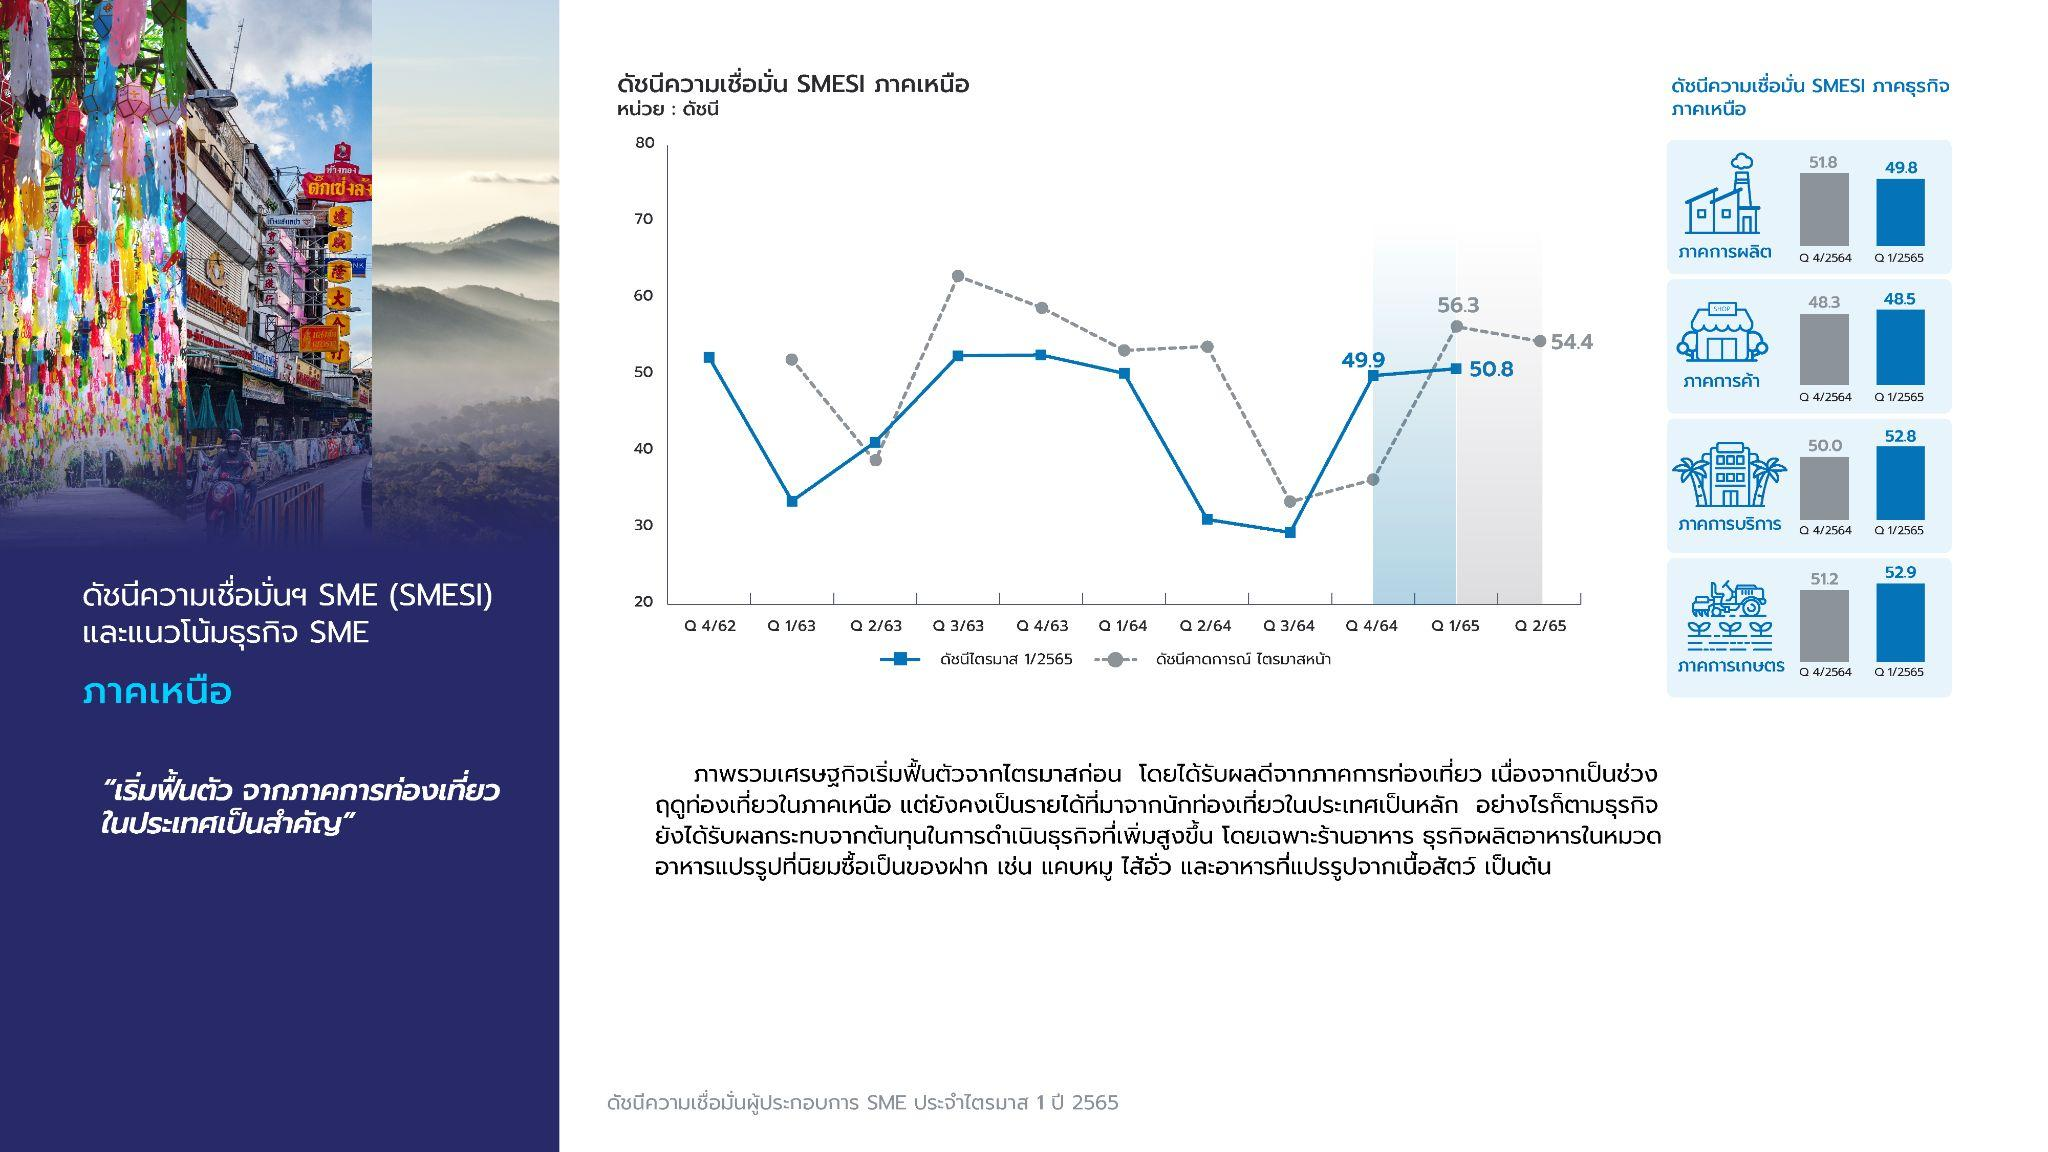 ดัชนีความเชื่อมั่นฯ SME (SMESI)
และแนวโน้มธุรกิจ SME
ภาคเหนือ
“เริ่มฟื้นตัว จากภาคการท่องเที่ยว
ในประเทศเป็นสำคัญ”
ดัชนีความเชื่อมั่น SMESI ภาคเหนือ
หน่วย : ดัชนี
80
70
60
50
40
30
20
49.9
50.8
56.3
54.4
Q 4/62 Q 1/63 Q 2/63 Q 3/63 Q 4/63 Q 1/64 Q 2/64 Q 3/64 Q 4/64 Q 1/65 Q 2/65
ดัชนีไตรมาส 1/2565 ดัชนีคาดการณ์ ไตรมาสหน้า
ดัชนีความเชื่อมั่น SMESI ภาคธุรกิจ
ภาคเหนือ
51.8 49.8
ภาคการผลิต
Q 4/2564 Q 1/2565
SHOP
48.3 48.5
ภาคการค้า
Q 4/2564 Q 1/2565
50.0 52.8
ภาคการบริการ
Q 4/2564 Q 1/2565
51.2 52.9
ภาคการเกษตร
Q 4/2564 Q 1/2565
ภาพรวมเศรษฐกิจเริ่มฟื้นตัวจากไตรมาสก่อน โดยได้รับผลดีจากภาคการท่องเที่ยว เนื่องจากเป็นช่วง
ฤดูท่องเที่ยวในภาคเหนือ แต่ยังคงเป็นรายได้ที่มาจากนักท่องเที่ยวในประเทศเป็นหลัก อย่างไรก็ตามธุรกิจ
ยังได้รับผลกระทบจากต้นทุนในการดำเนินธุรกิจที่เพิ่มสูงขึ้น โดยเฉพาะร้านอาหาร ธุรกิจผลิตอาหารในหมวด
อาหารแปรรูปที่นิยมซื้อเป็นของฝาก เช่น แคบหมู ไส้อั่ว และอาหารที่แปรรูปจากเนื้อสัตว์ เป็นต้น
ดัชนีความเชื่อมั่นผู้ประกอบการ SME ประจำไตรมาส 1 ปี 2565
ห้างทอง
ตั๊กเซ่งล้ง